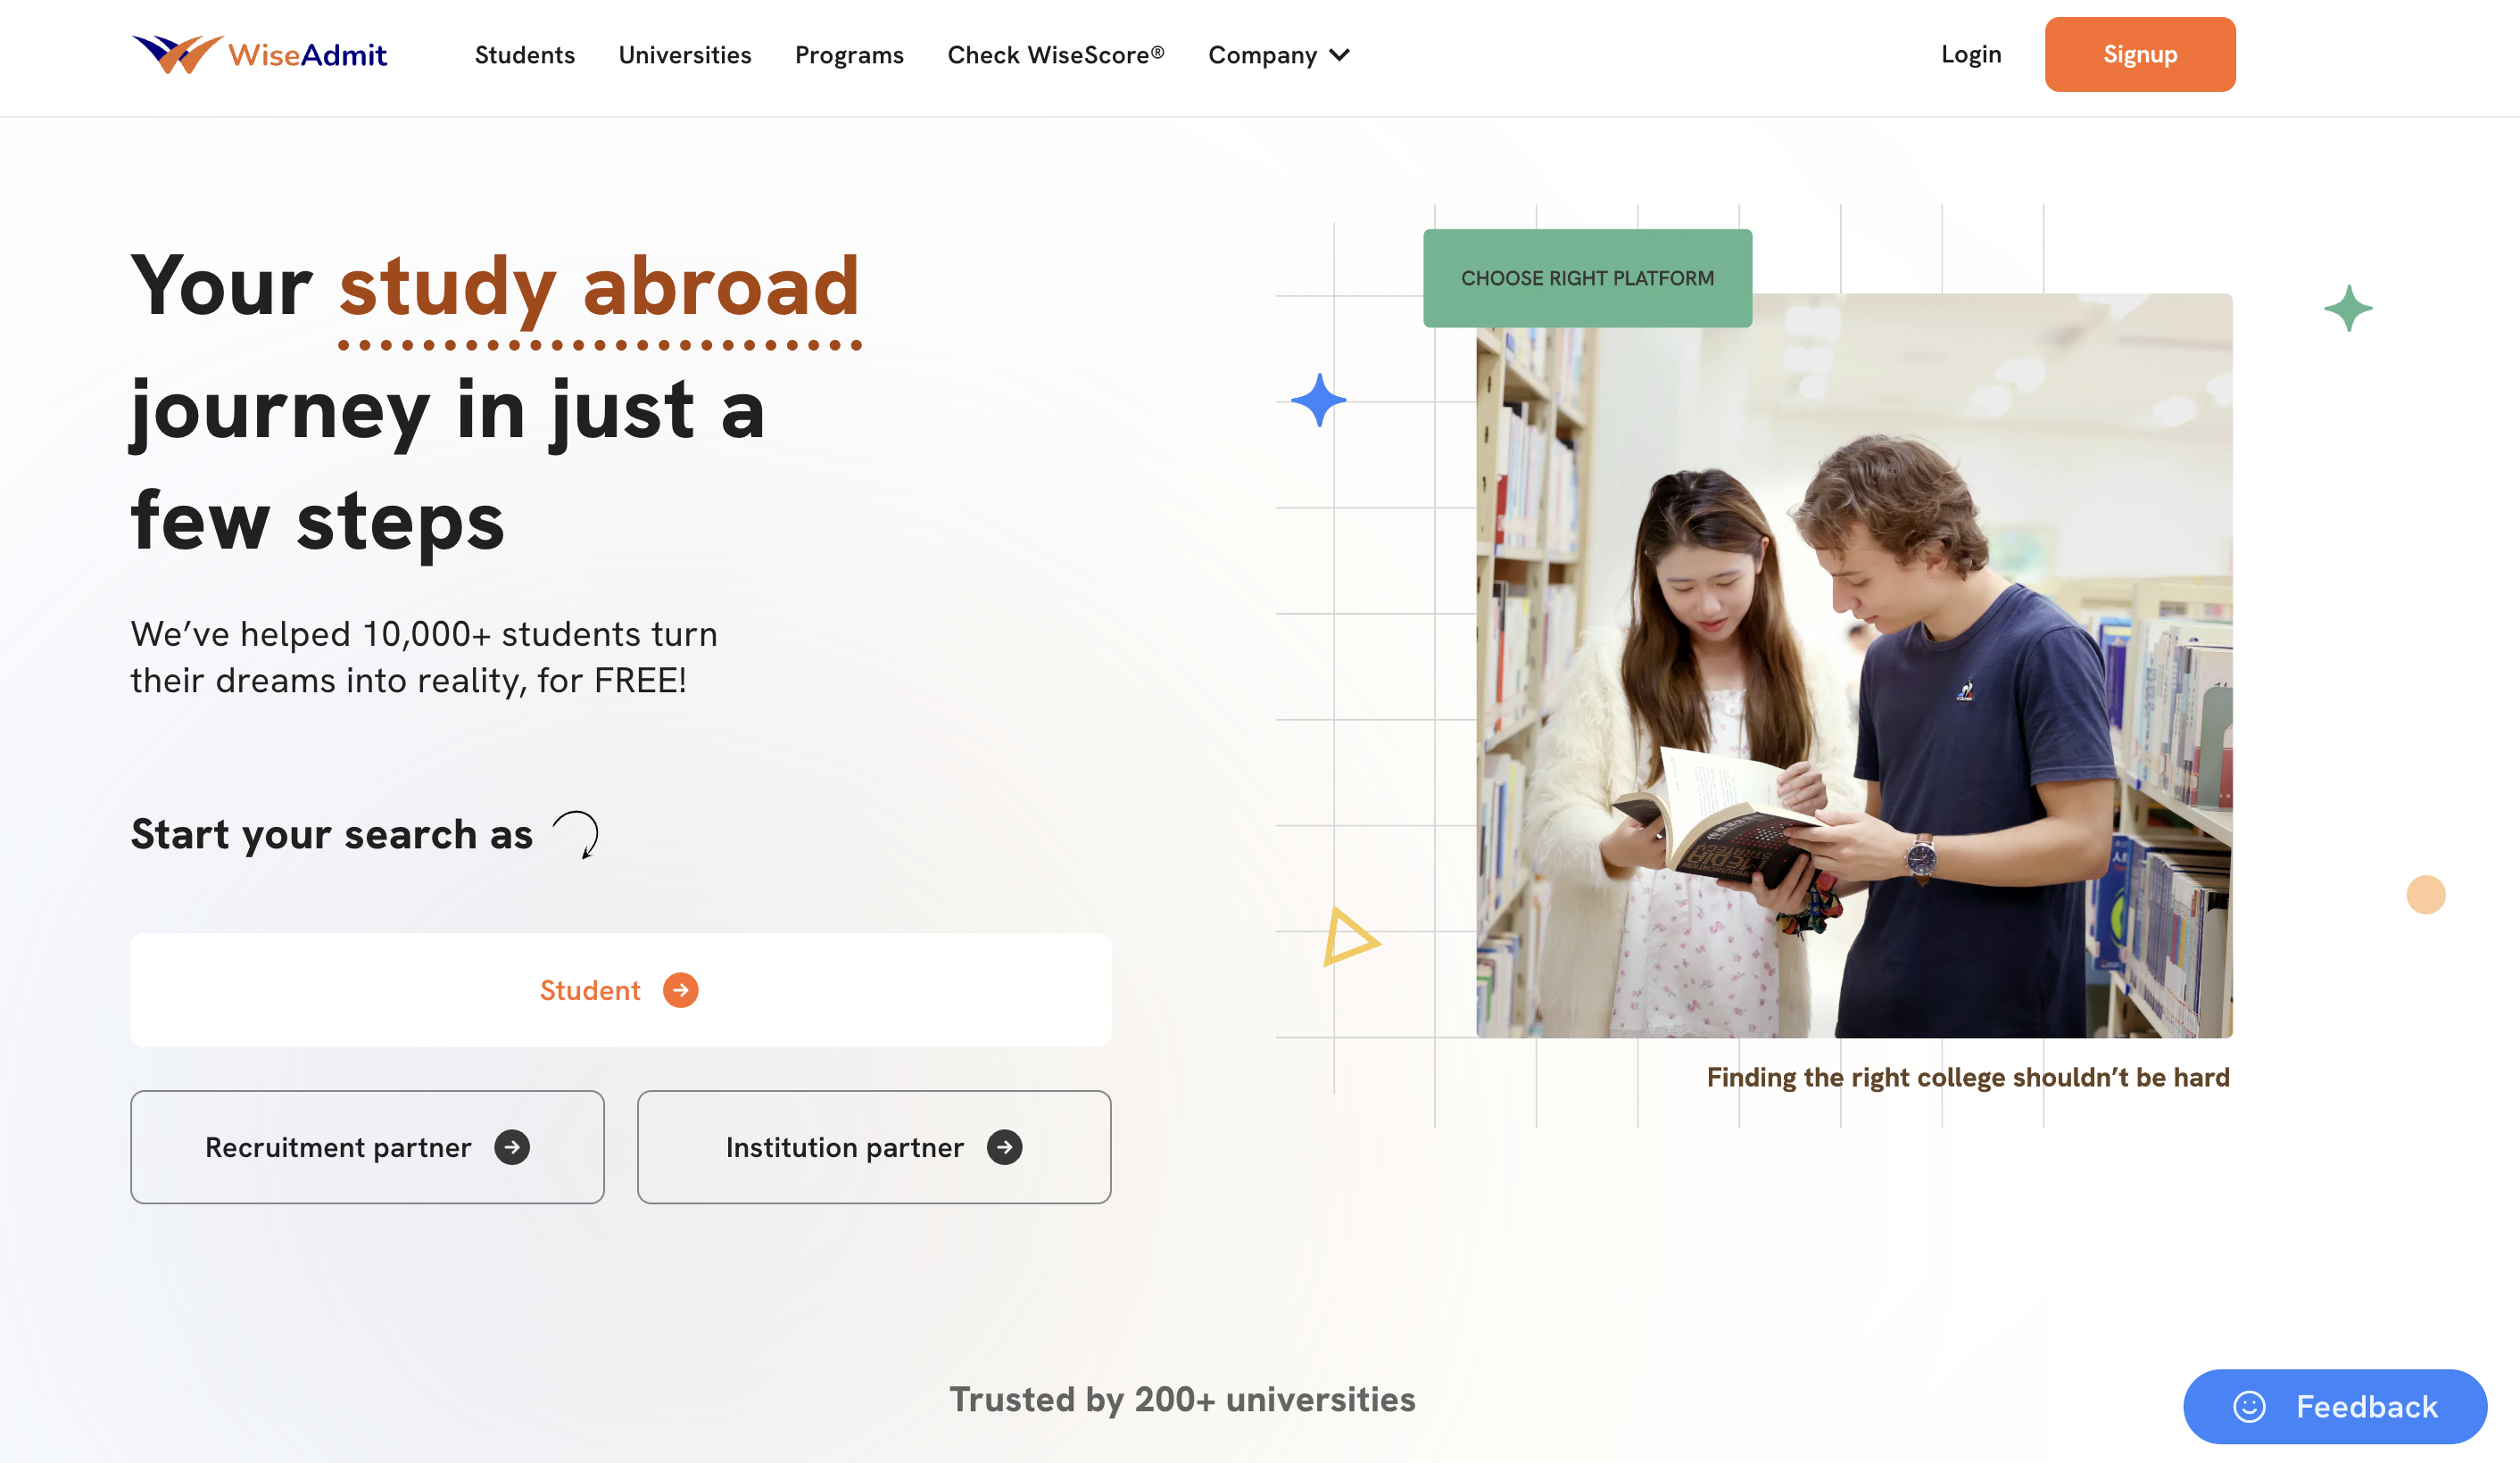 WiseAdmit
Students
Universities
Programs
Check WiseScore®
Company
Login
Signup
Your study abroad
journey in just a
few steps
We’ve helped 10,000+ students turn
their dreams into reality, for FREE!
Start your search as
Student
Recruitment partner
Institution partner
CHOOSE RIGHT PLATFORM
MEDIA
STRATEGY
Finding the right college shouldn’t be hard
Trusted by 200+ universities
Feedback